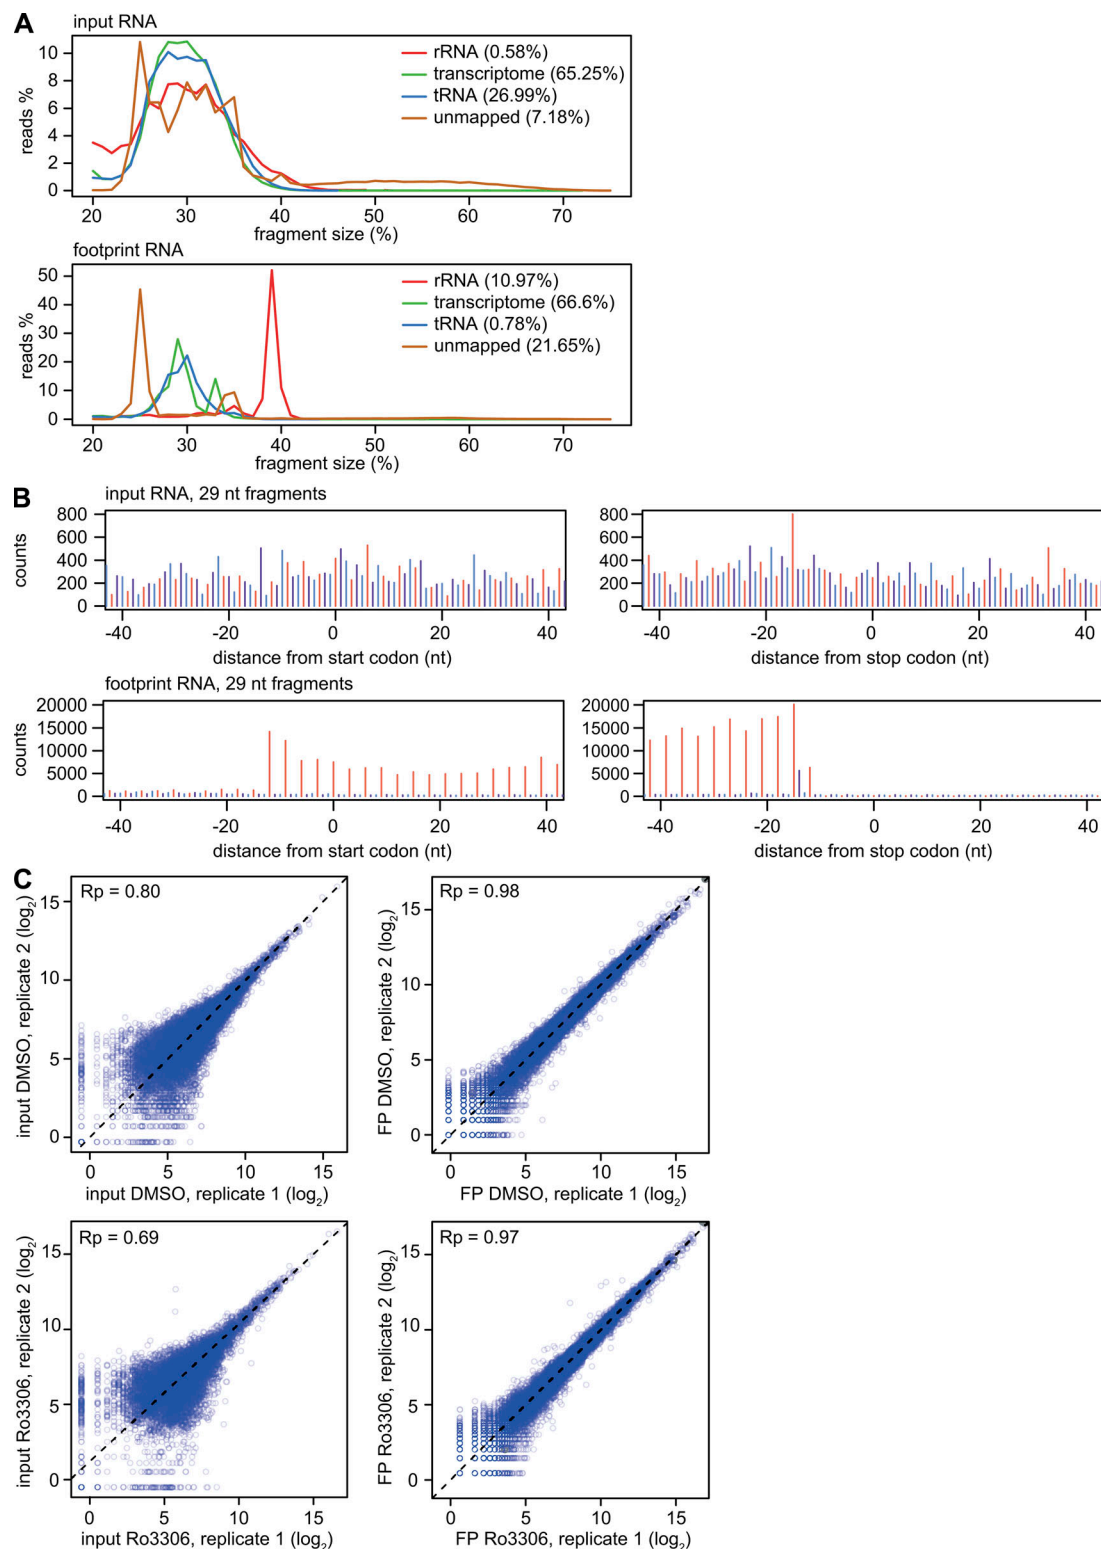 A
input RNA
reads %
10
8
6
4
2
0
rRNA (0.58%)
transcriptome (65.25%)
tRNA (26.99%)
unmapped (7.18%)
20 30 40 50 60 70
fragment size (%)
footprint RNA
reads %
50
40
30
20
10
0
rRNA (10.97%)
transcriptome (66.6%)
tRNA (0.78%)
unmapped (21.65%)
20 30 40 50 60 70
fragment size (%)
B
input RNA, 29 nt fragments
counts
800
600
400
200
0
-40 -20 0 20 40
distance from start codon (nt)
800
600
400
200
0
-40 -20 0 20 40
distance from stop codon (nt)
footprint RNA, 29 nt fragments
counts
20000
15000
10000
5000
0
-40 -20 0 20 40
distance from start codon (nt)
20000
15000
10000
5000
0
-40 -20 0 20 40
distance from stop codon (nt)
C
Rp = 0.80
input DMSO, replicate 2 (log2)
15
10
5
0
0 5 10 15
input DMSO, replicate 1 (log2)
Rp = 0.98
FP DMSO, replicate 2 (log2)
15
10
5
0
0 5 10 15
FP DMSO, replicate 1 (log2)
Rp = 0.69
input Ro3306, replicate 2 (log2)
15
10
5
0
0 5 10 15
input Ro3306, replicate 1 (log2)
Rp = 0.97
FP Ro3306, replicate 2 (log2)
15
10
5
0
0 5 10 15
FP Ro3306, replicate 1 (log2)